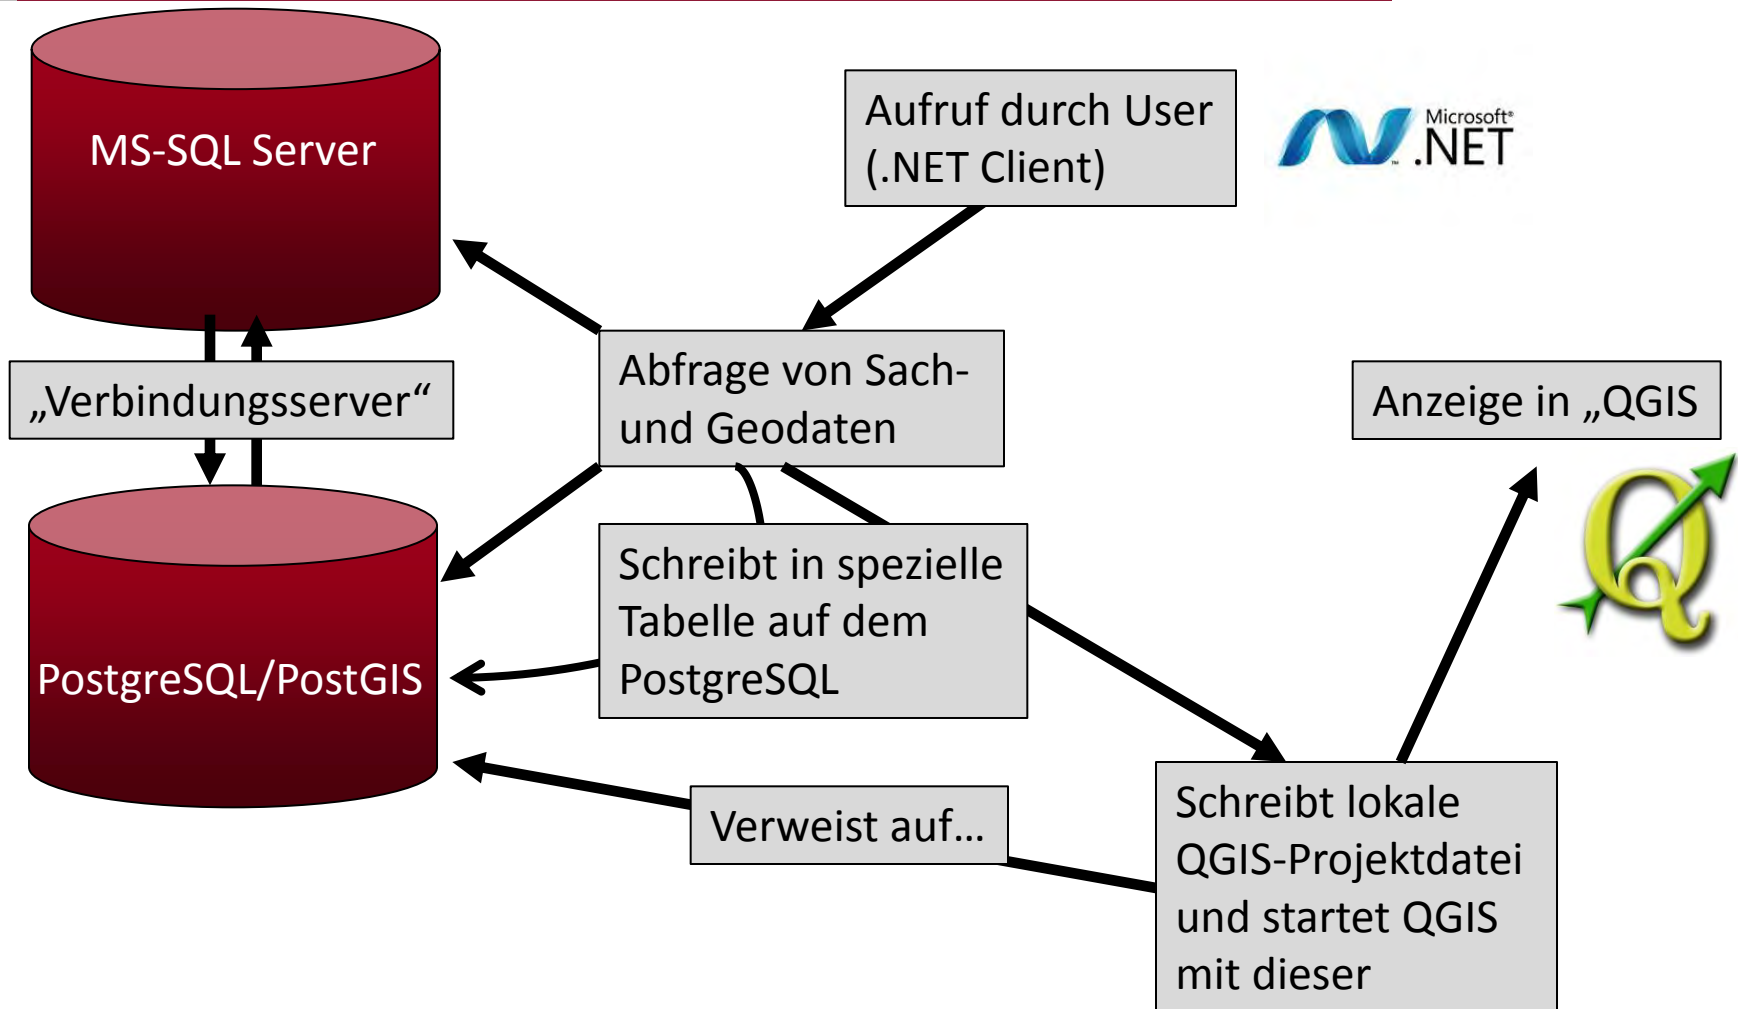 MS-SQL Server
Aufruf durch User
(.NET Client)
Microsoft®
.NET
„Verbindungsserver“
Abfrage von Sach-
und Geodaten
Anzeige in „QGIS
Schreibt in spezielle
Tabelle auf dem
PostgreSQL
PostgreSQL/PostGIS
Verweist auf…
Schreibt lokale
QGIS-Projektdatei
und startet QGIS
mit dieser